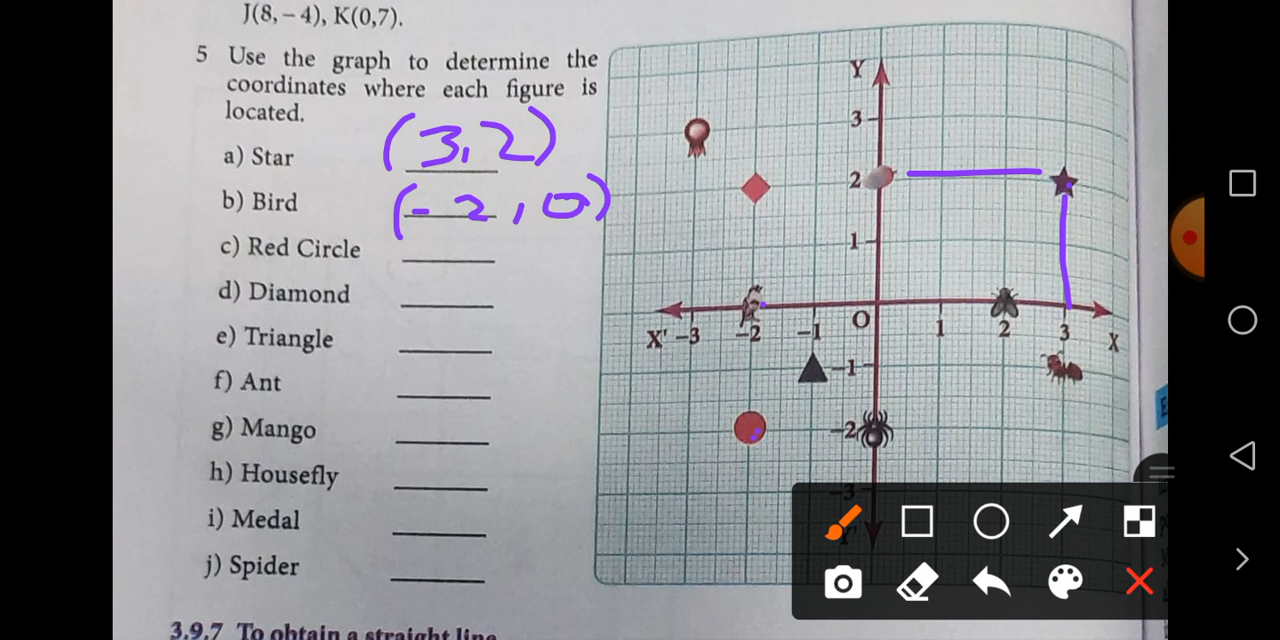 J(8, – 4), K(0,7).
5 Use the graph to determine the
coordinates where each figure is
located.
a) Star (3, 2)
b) Bird (- 2, 0)
c) Red Circle
d) Diamond
e) Triangle
f) Ant
g) Mango
h) Housefly
i) Medal
j) Spider
3.9.7 To obtain a straight line
Y
3
2
1
X' –3 –2 –1 O 1 2 3 X
–1
–2
–3
Y'